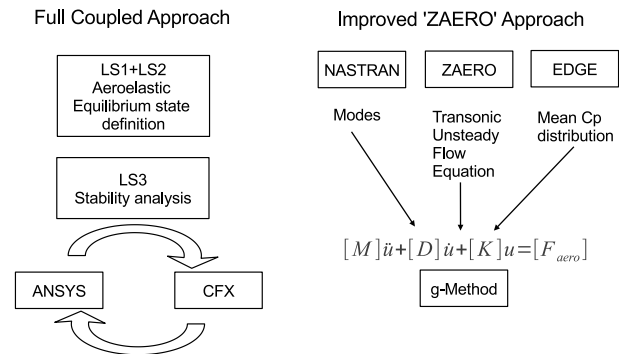 Full Coupled Approach
LS1+LS2
Aeroelastic
Equilibrium state
definition
LS3
Stability analysis
ANSYS
CFX
Improved 'ZAERO' Approach
NASTRAN
ZAERO
EDGE
Modes
Transonic
Unsteady
Flow
Equation
Mean Cp
distribution
[M]ü+[D]u̇+[K]u=[F_aero]
g-Method